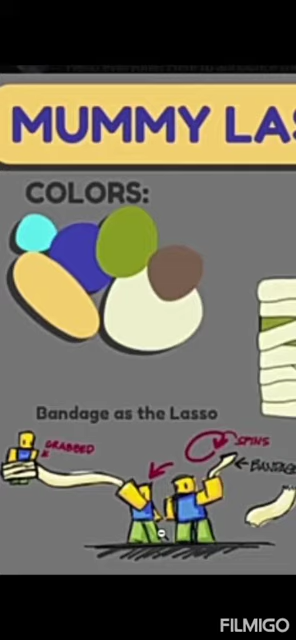 MUMMY LAS
COLORS:
Bandage as the Lasso
GRABBED
SPINS
BANDAGE
FILMIGO